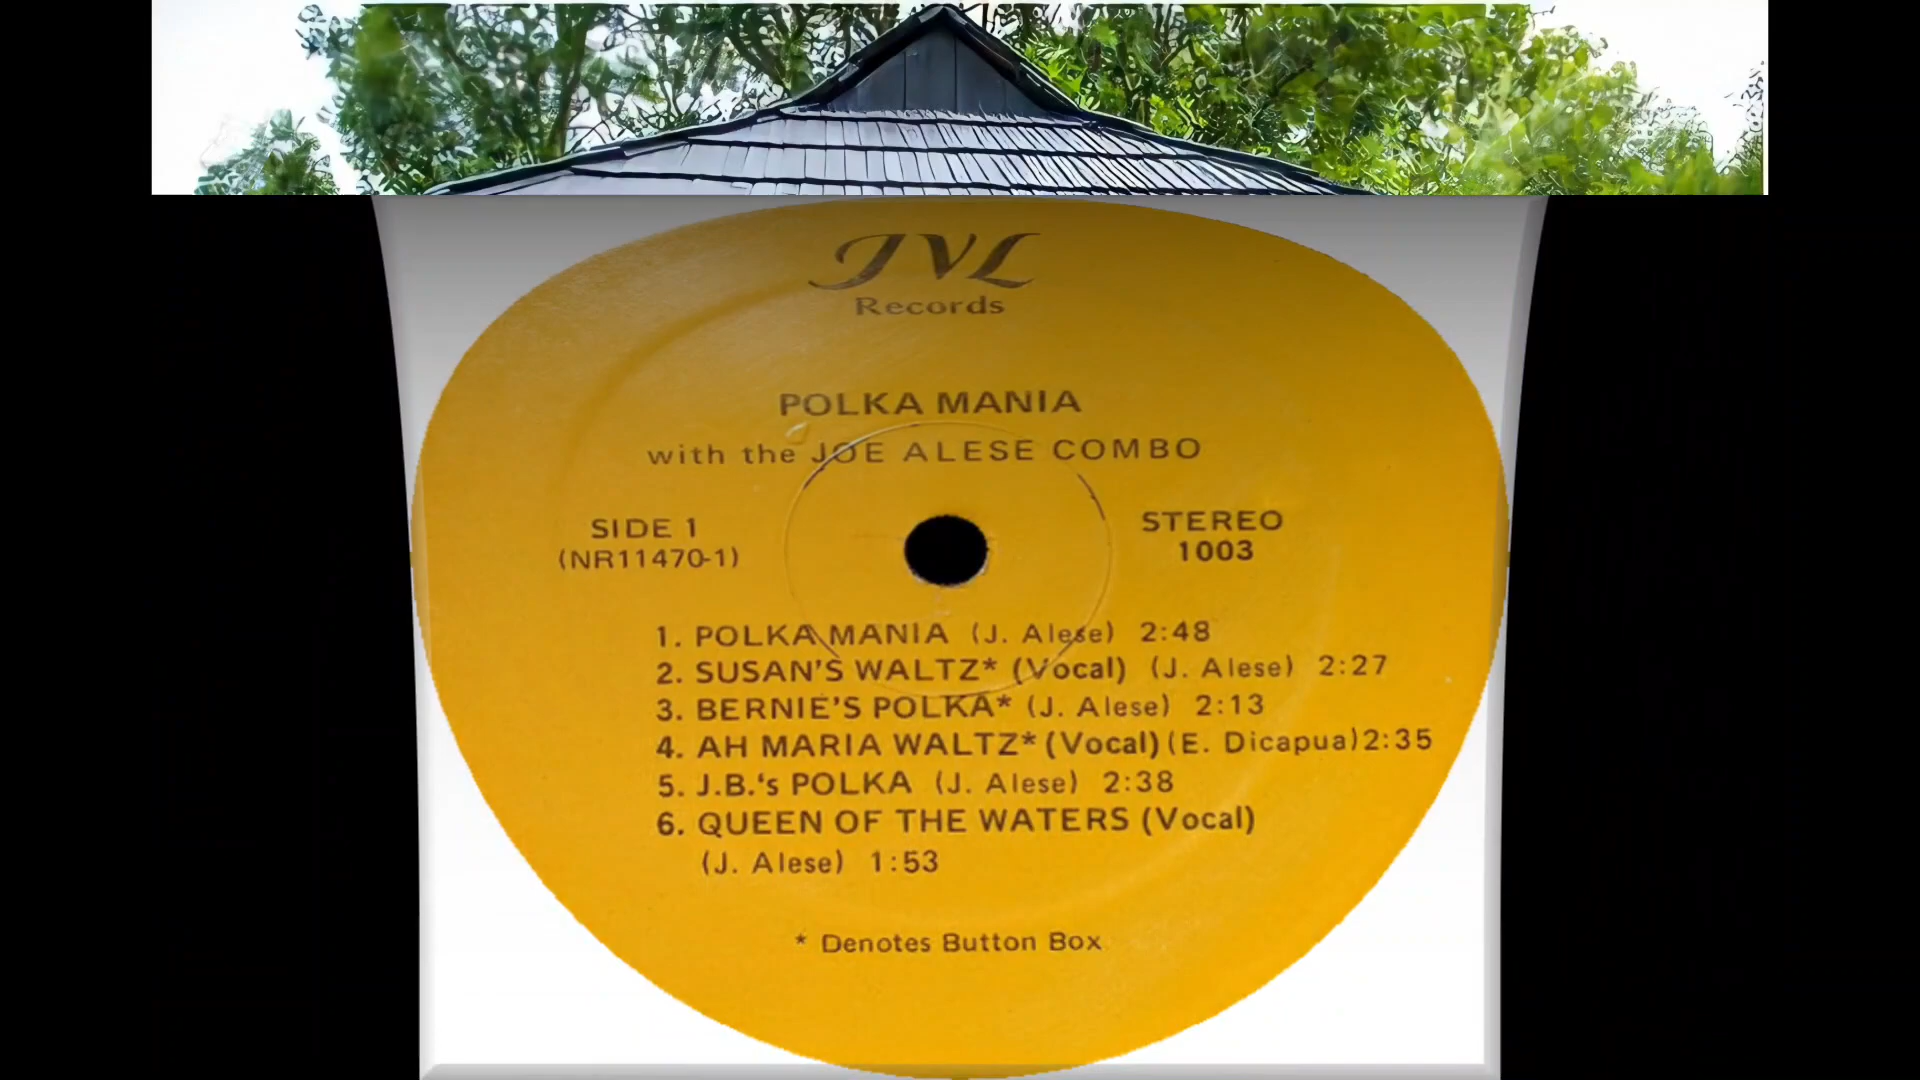 JVL
Records
POLKA MANIA
with the JOE ALESE COMBO
SIDE 1
(NR11470-1)
STEREO
1003
1. POLKA MANIA (J. Alese) 2:48
2. SUSAN'S WALTZ* (Vocal) (J. Alese) 2:27
3. BERNIE'S POLKA* (J. Alese) 2:13
4. AH MARIA WALTZ* (Vocal) (E. Dicapua) 2:35
5. J.B.'s POLKA (J. Alese) 2:38
6. QUEEN OF THE WATERS (Vocal)
(J. Alese) 1:53
* Denotes Button Box